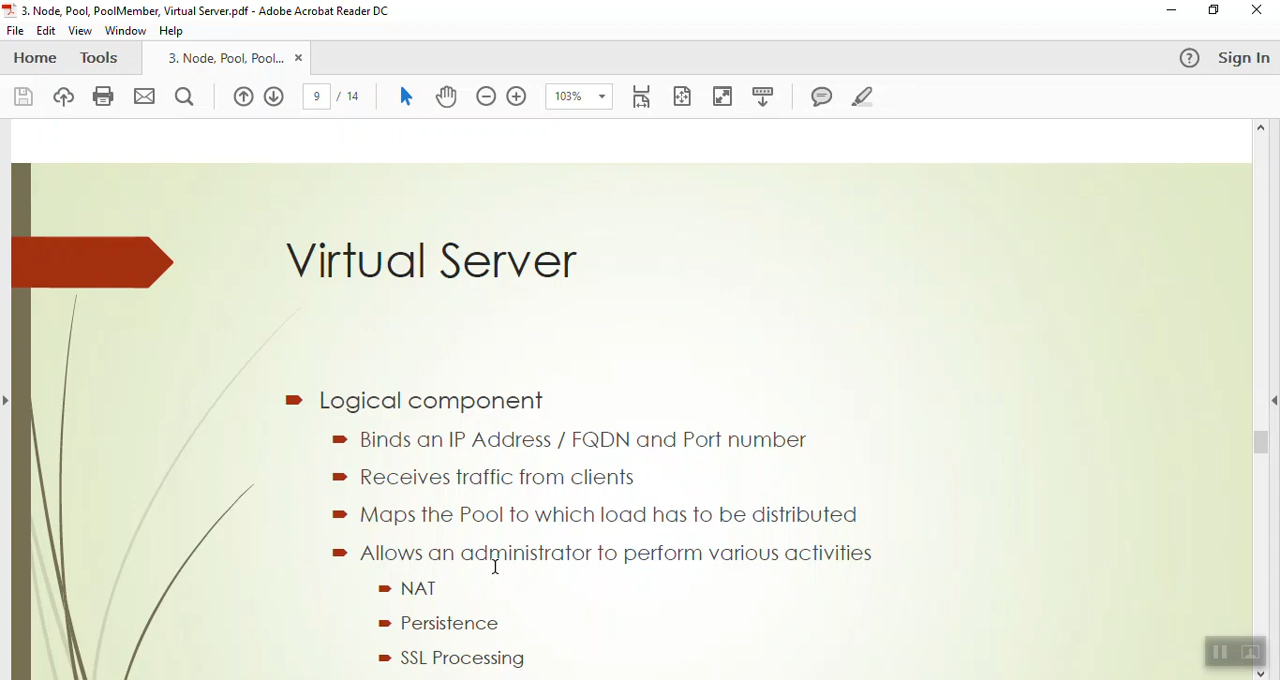 3. Node, Pool, PoolMember, Virtual Server.pdf - Adobe Acrobat Reader DC
File Edit View Window Help
Home Tools 3. Node, Pool, Pool... × ? Sign In
9 / 14 103%
Virtual Server
Logical component
Binds an IP Address / FQDN and Port number
Receives traffic from clients
Maps the Pool to which load has to be distributed
Allows an administrator to perform various activities
NAT
Persistence
SSL Processing